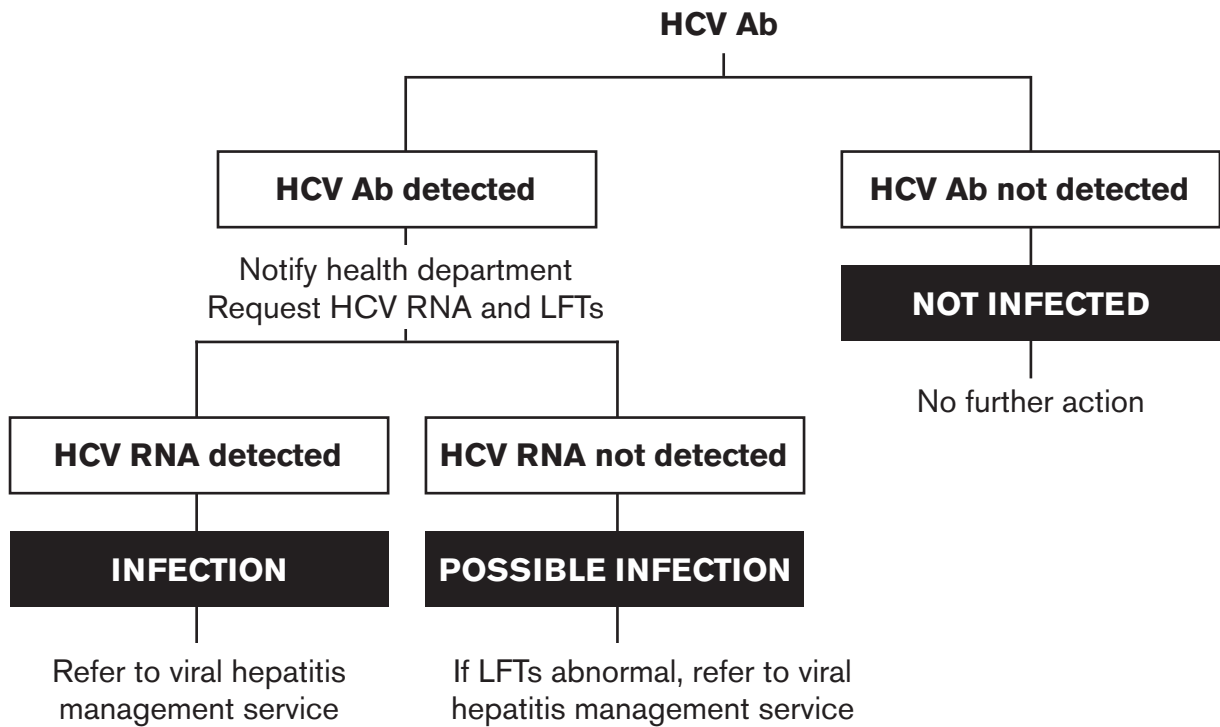 HCV Ab
HCV Ab detected
HCV Ab not detected
Notify health department
Request HCV RNA and LFTs
NOT INFECTED
No further action
HCV RNA detected
HCV RNA not detected
INFECTION
POSSIBLE INFECTION
Refer to viral hepatitis
management service
If LFTs abnormal, refer to viral
hepatitis management service